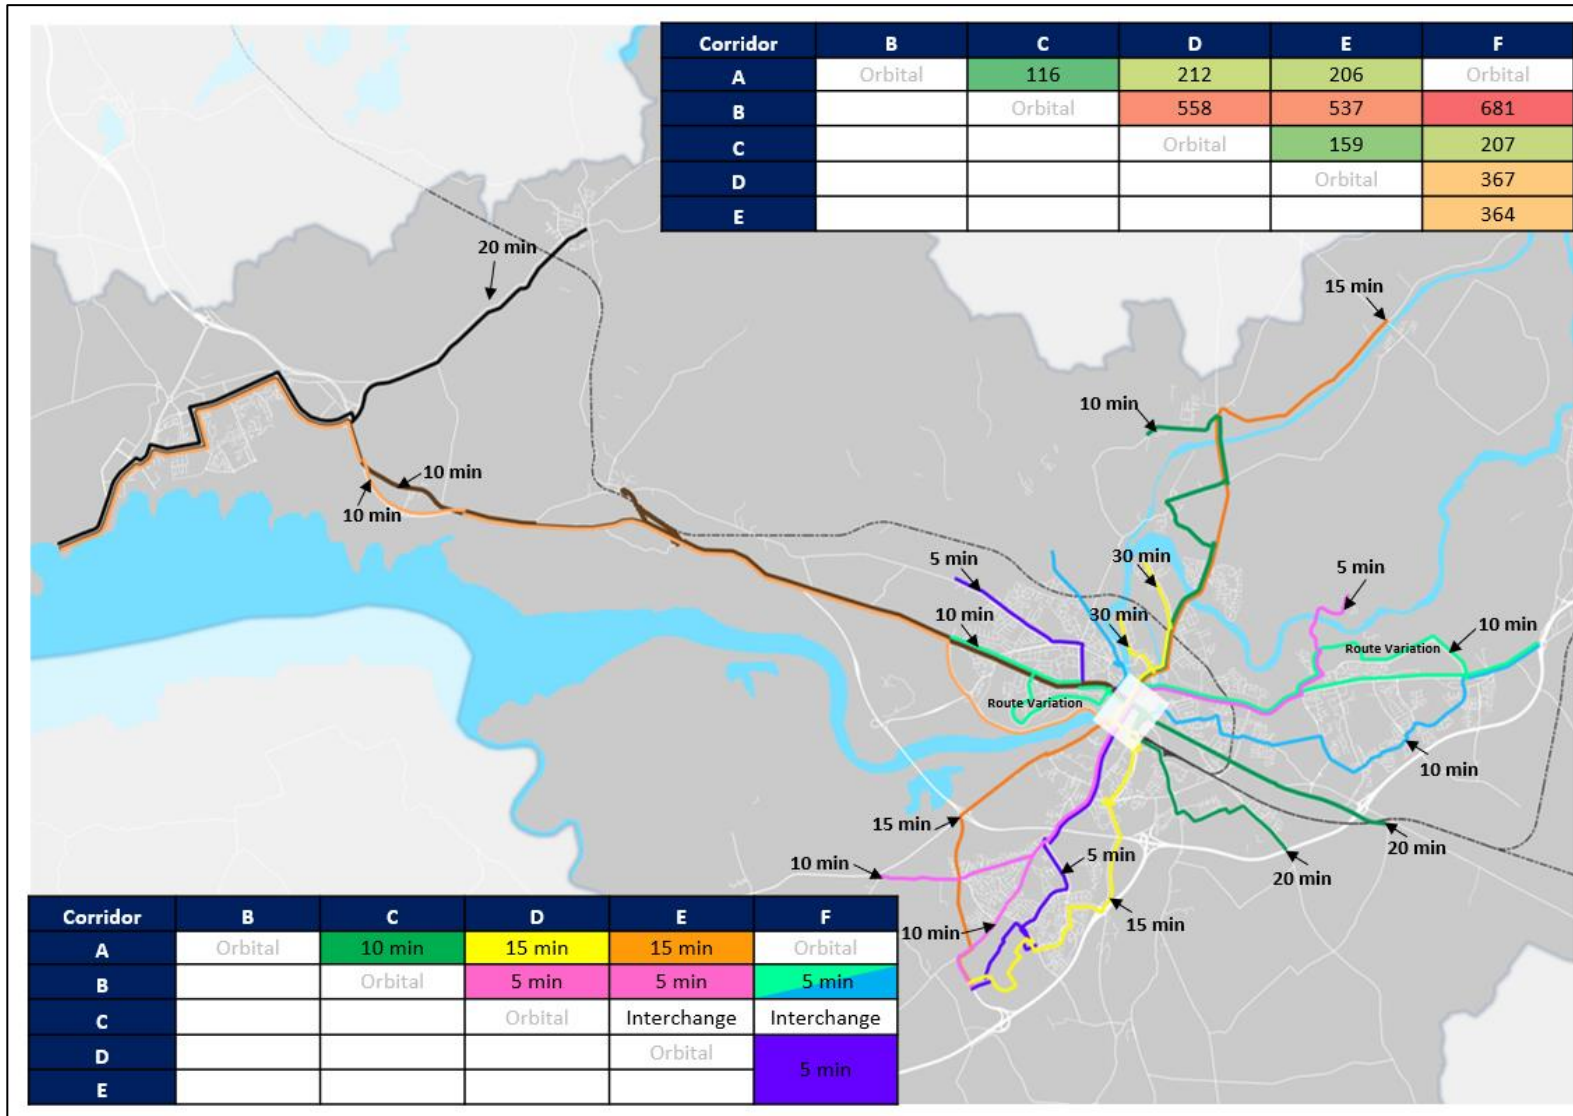 Corridor B C D E F
A Orbital 116 212 206 Orbital
B Orbital 558 537 681
C Orbital 159 207
D Orbital 367
E 364
20 min
15 min
10 min
10 min
10 min
30 min
5 min
5 min
30 min
10 min
10 min
Route Variation
Route Variation
10 min
15 min
20 min
5 min
10 min
20 min
15 min
10 min
Corridor B C D E F
A Orbital 10 min 15 min 15 min Orbital
B Orbital 5 min 5 min 5 min
C Orbital Interchange Interchange
D Orbital
5 min
E